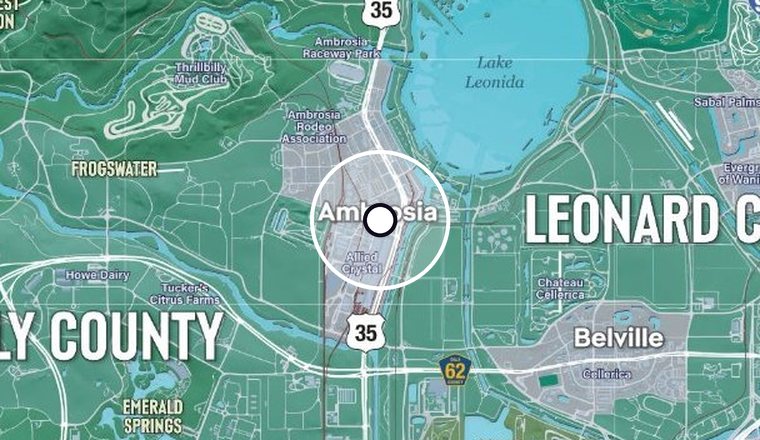 35
Ambrosia
Raceway Park
Thrillbilly
Mud Club
Lake
Leonida
Sabal Palms
Ambrosia
Rodeo
Association
FROGSWATER
LEONARD C
Ambrosia
Allied
Crystal
Howe Dairy
Tucker's
Citrus Farms
Chateau
Cellerica
LY COUNTY
35
Belville
62
Cellerica
EMERALD
SPRINGS